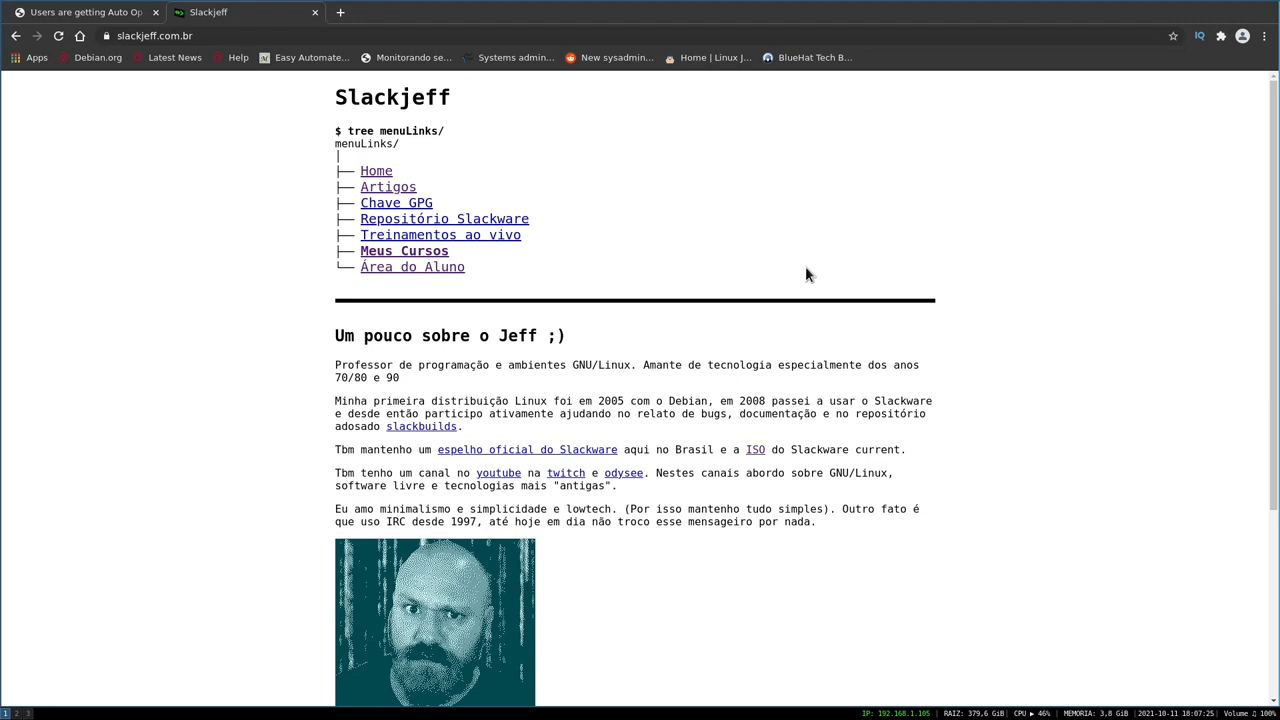 Users are getting Auto Op
Slackjeff
slackjeff.com.br
IQ
Apps
Debian.org
Latest News
Help
Easy Automate…
Monitorando se…
Systems admin…
New sysadmin…
Home | Linux J…
BlueHat Tech B…
Slackjeff
$ tree menuLinks/
menuLinks/
│
├── Home
├── Artigos
├── Chave GPG
├── Repositório Slackware
├── Treinamentos ao vivo
├── Meus Cursos
└── Área do Aluno
Um pouco sobre o Jeff ;)
Professor de programação e ambientes GNU/Linux. Amante de tecnologia especialmente dos anos
70/80 e 90
Minha primeira distribuição Linux foi em 2005 com o Debian, em 2008 passei a usar o Slackware
e desde então participo ativamente ajudando no relato de bugs, documentação e no repositório
adosado slackbuilds.
Tbm mantenho um espelho oficial do Slackware aqui no Brasil e a ISO do Slackware current.
Tbm tenho um canal no youtube na twitch e odysee. Nestes canais abordo sobre GNU/Linux,
software livre e tecnologias mais "antigas".
Eu amo minimalismo e simplicidade e lowtech. (Por isso mantenho tudo simples). Outro fato é
que uso IRC desde 1997, até hoje em dia não troco esse mensageiro por nada.
1 2 3
IP: 192.168.1.105 | RAIZ: 379,6 GiB| CPU ▶ 46% | MEMORIA: 3,8 GiB |2021-10-11 18:07:25| Volume ♫ 100%